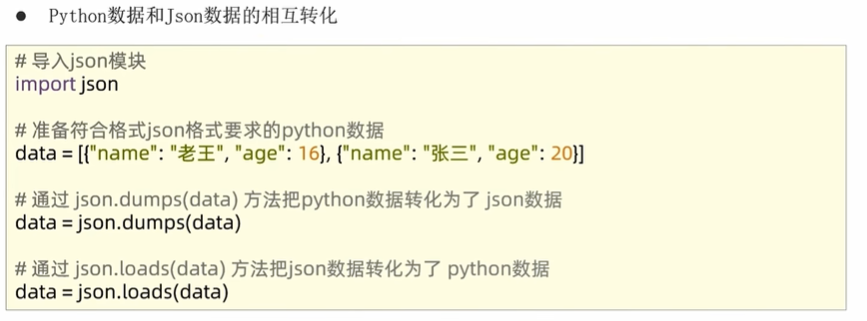 ● Python数据和Json数据的相互转化
# 导入json模块
import json
# 准备符合格式json格式要求的python数据
data = [{"name": "老王", "age": 16}, {"name": "张三", "age": 20}]
# 通过 json.dumps(data) 方法把python数据转化为了 json数据
data = json.dumps(data)
# 通过 json.loads(data) 方法把json数据转化为了 python数据
data = json.loads(data)